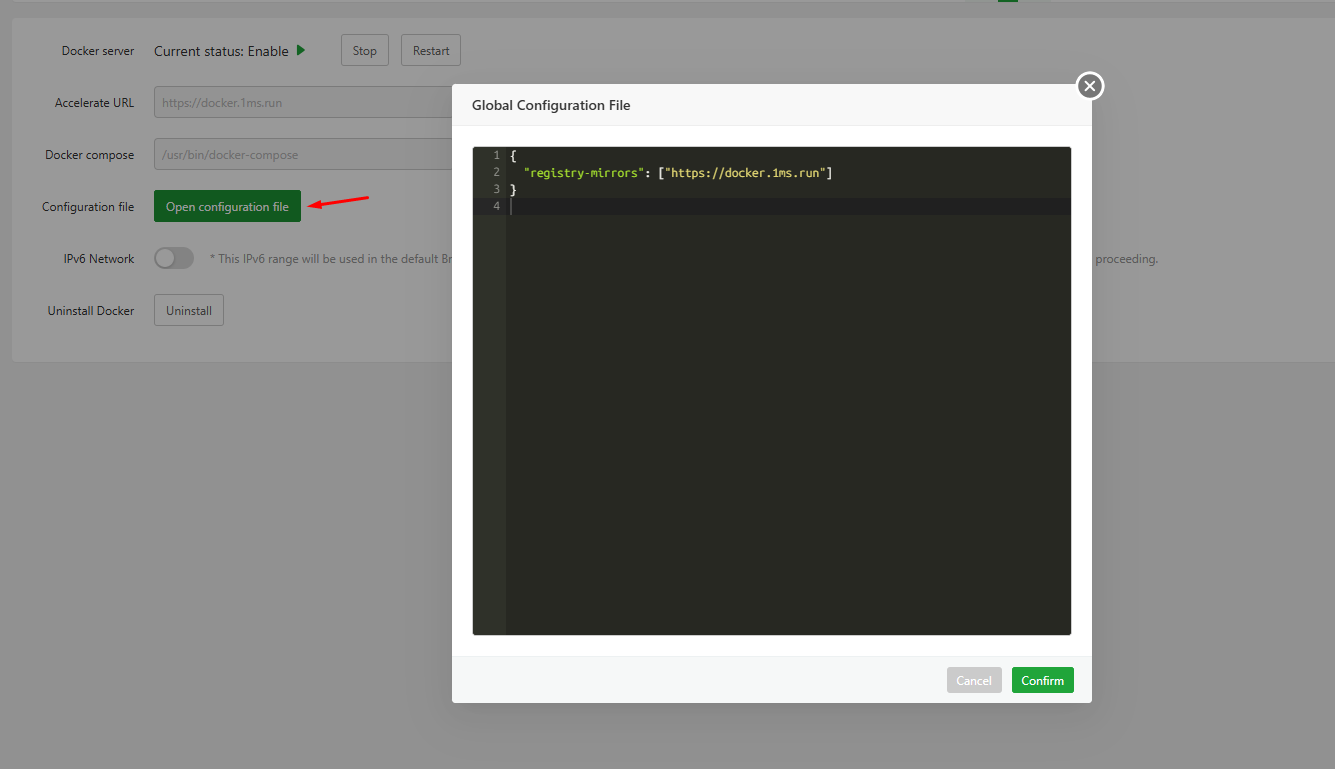 Docker server Current status: Enable Stop Restart
Accelerate URL https://docker.1ms.run
Docker compose /usr/bin/docker-compose
Configuration file Open configuration file
IPv6 Network * This IPv6 range will be used in the default Br proceeding.
Uninstall Docker Uninstall
Global Configuration File
1 {
2 "registry-mirrors": ["https://docker.1ms.run"]
3 }
4
Cancel Confirm